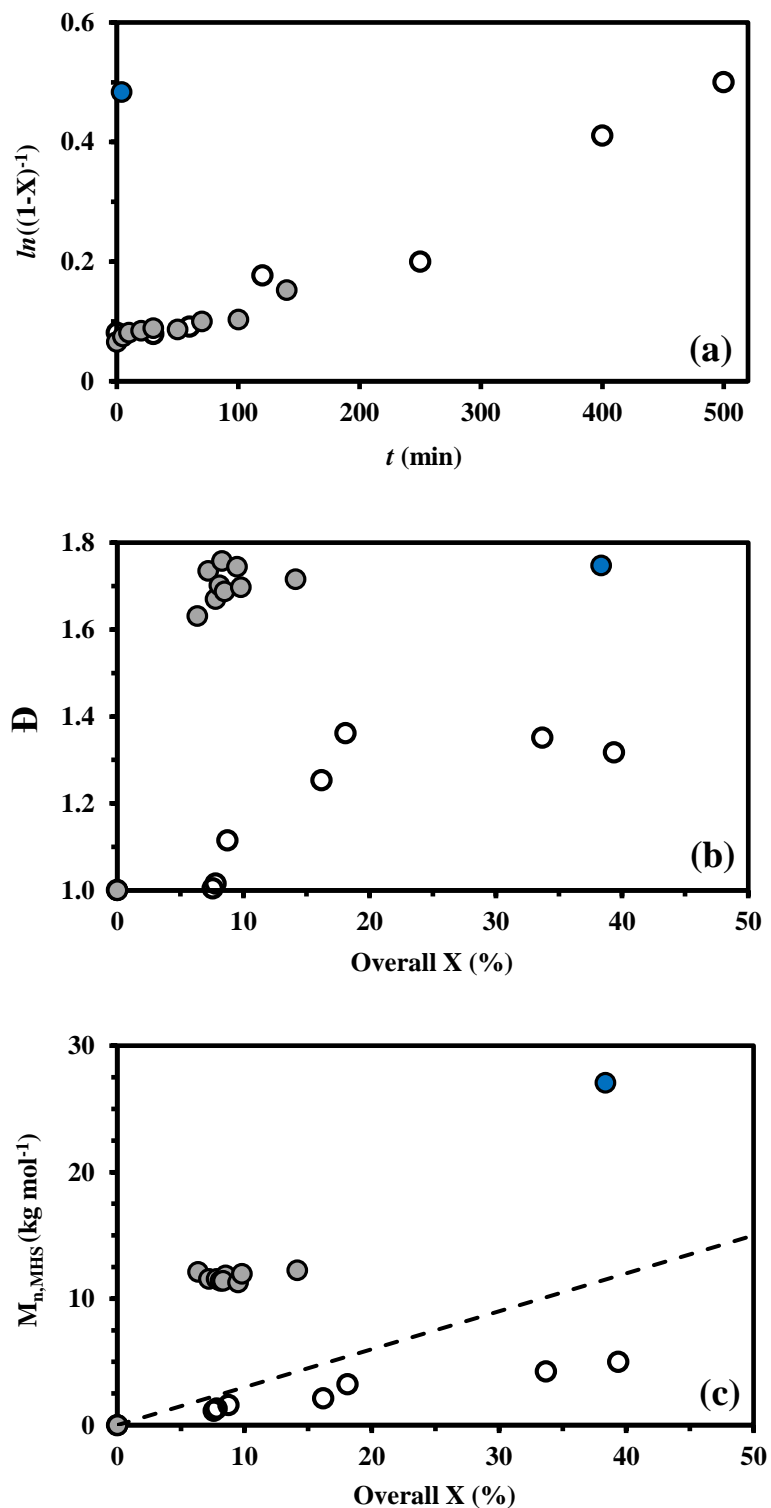 0.6
0.4
0.2
0
ln((1-X)⁻¹)
(a)
0 100 200 300 400 500
t (min)
1.8
1.6
1.4
1.2
1.0
Đ
(b)
0 10 20 30 40 50
Overall X (%)
30
20
10
0
Mn,MHS (kg mol⁻¹)
(c)
0 10 20 30 40 50
Overall X (%)